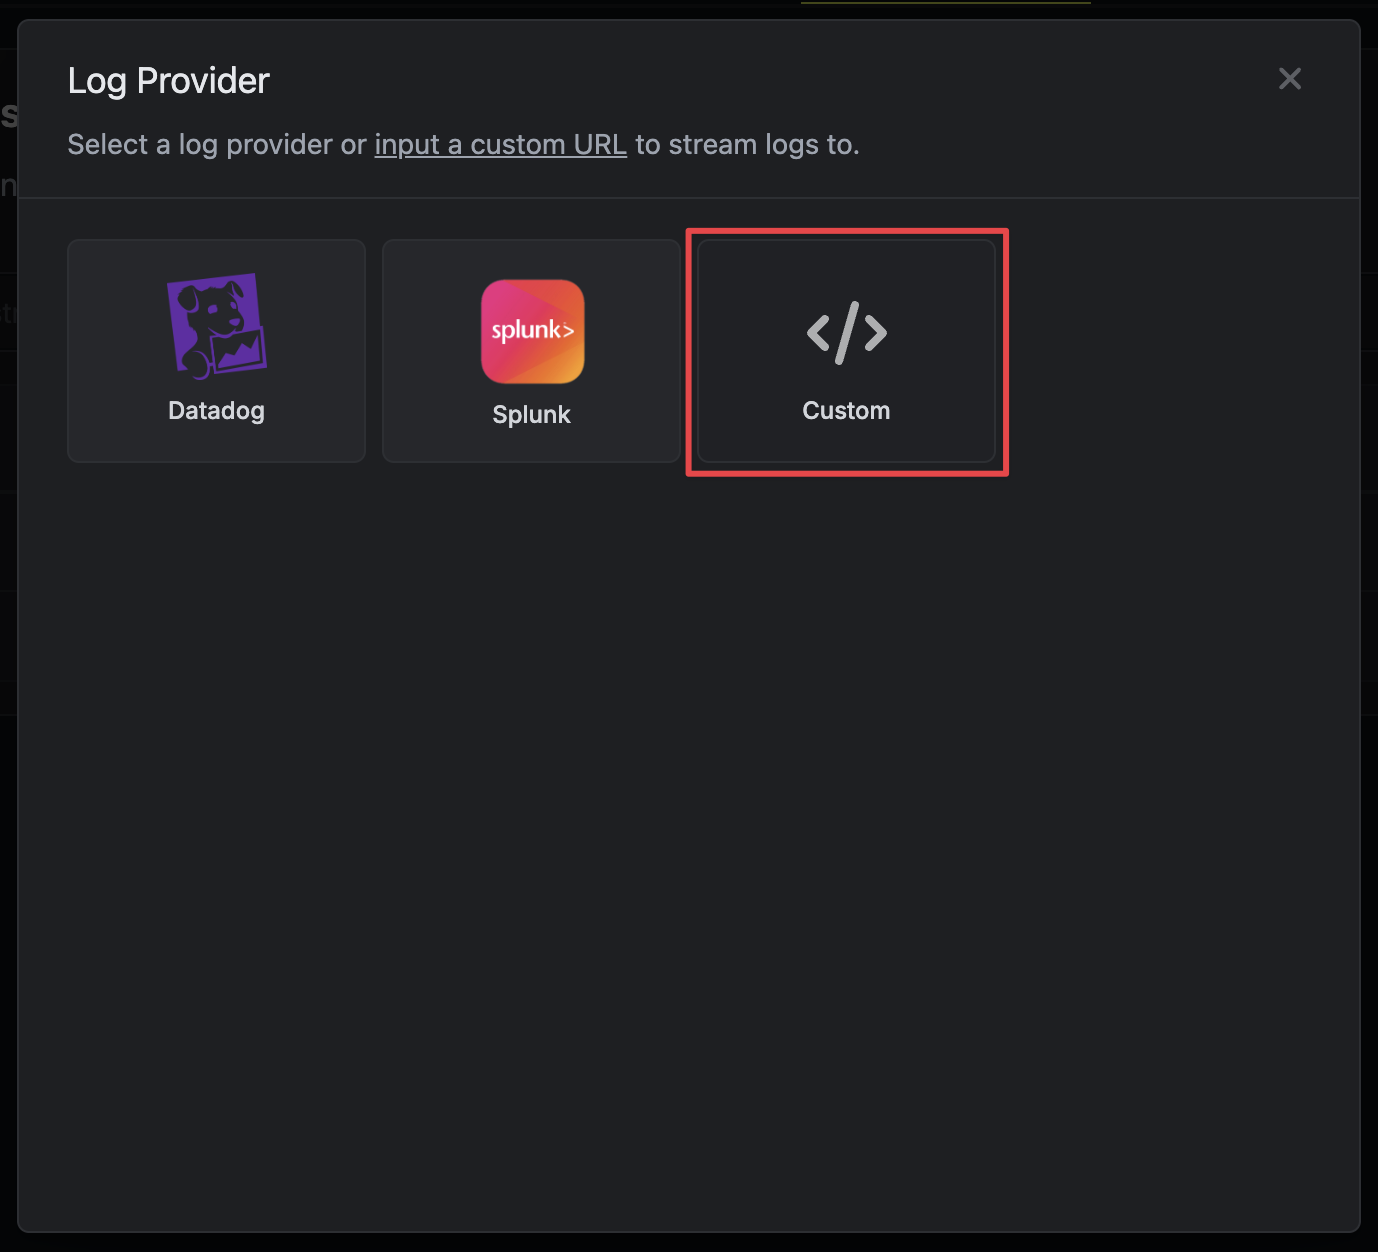 Log Provider
Select a log provider or input a custom URL to stream logs to.
splunk>
Datadog
Splunk
Custom